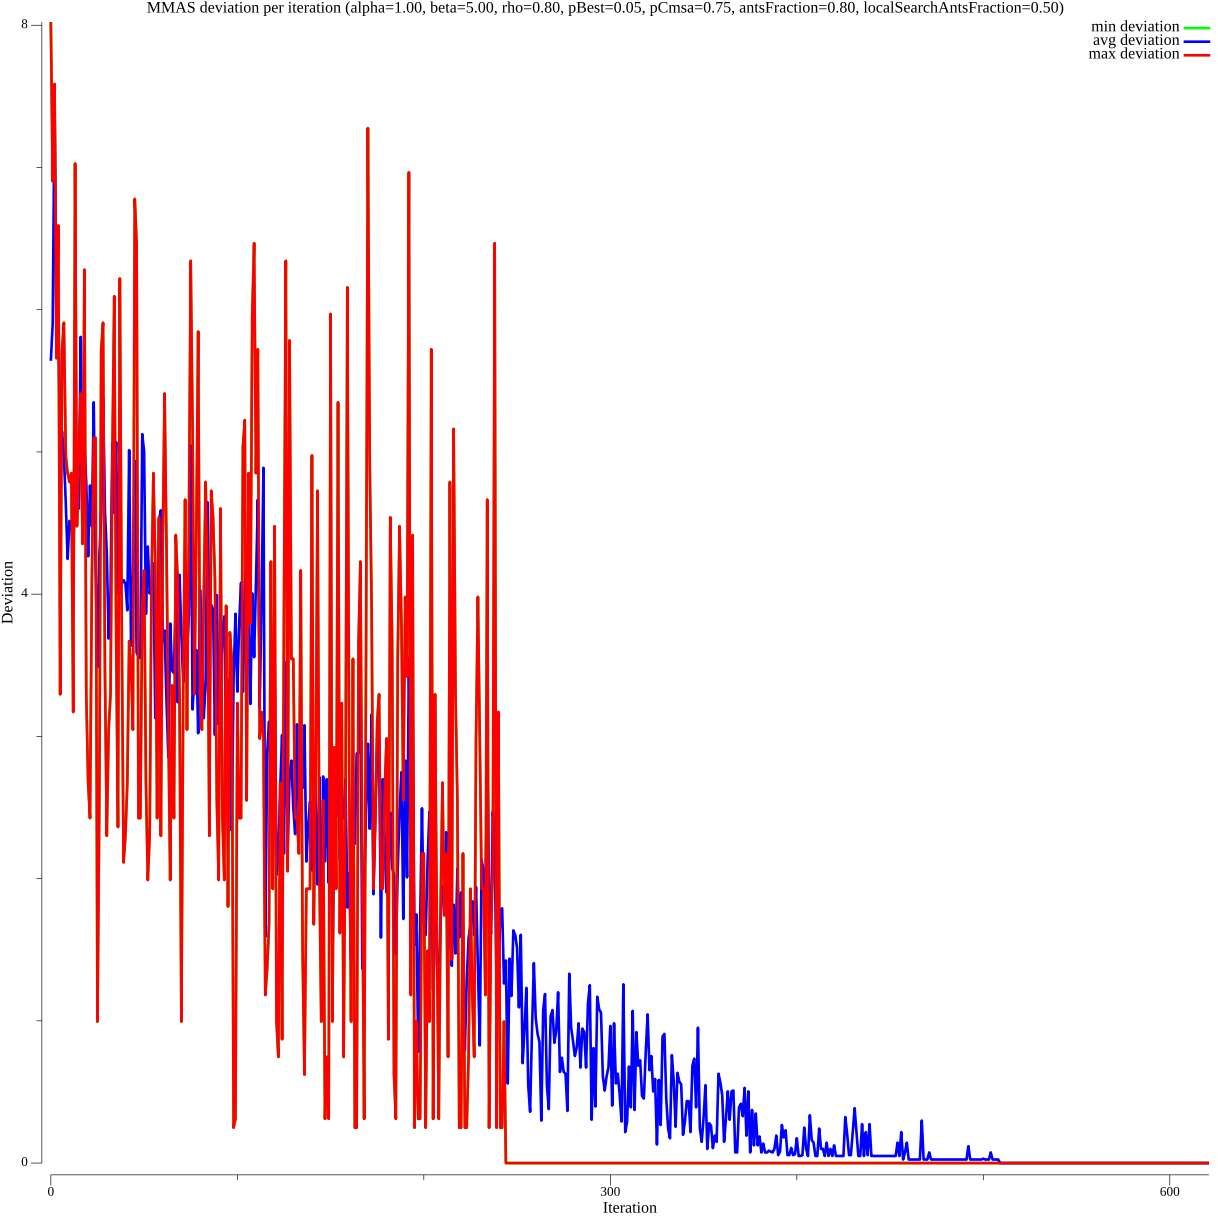 MMAS deviation per iteration (alpha=1.00, beta=5.00, rho=0.80, pBest=0.05, pCmsa=0.75, antsFraction=0.80, localSearchAntsFraction=0.50)
min deviation
avg deviation
max deviation
8
4
0
Deviation
0
300
600
Iteration